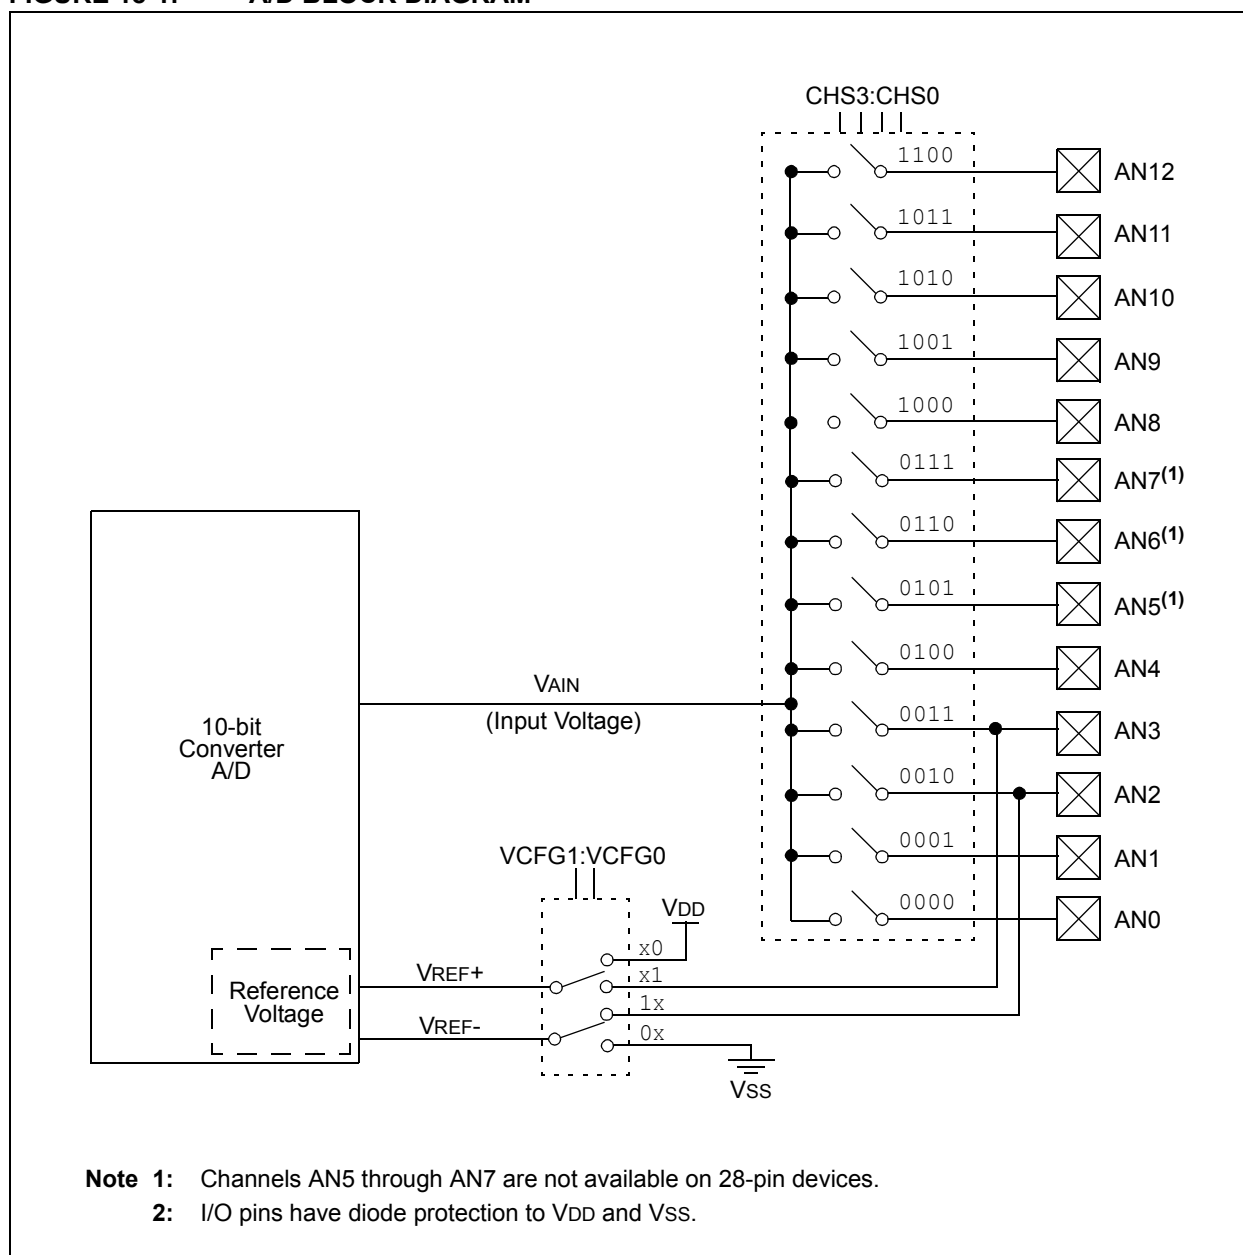 CHS3:CHS0
1100
AN12
1011
AN11
1010
AN10
1001
AN9
1000
AN8
0111
AN7(1)
0110
AN6(1)
0101
AN5(1)
0100
AN4
VAIN
(Input Voltage)
0011
AN3
10-bit
Converter
A/D
0010
AN2
VCFG1:VCFG0
0001
AN1
VDD
0000
AN0
x0
VREF+
x1
Reference
Voltage
1x
VREF-
0x
VSS
Note 1: Channels AN5 through AN7 are not available on 28-pin devices.
2: I/O pins have diode protection to VDD and VSS.